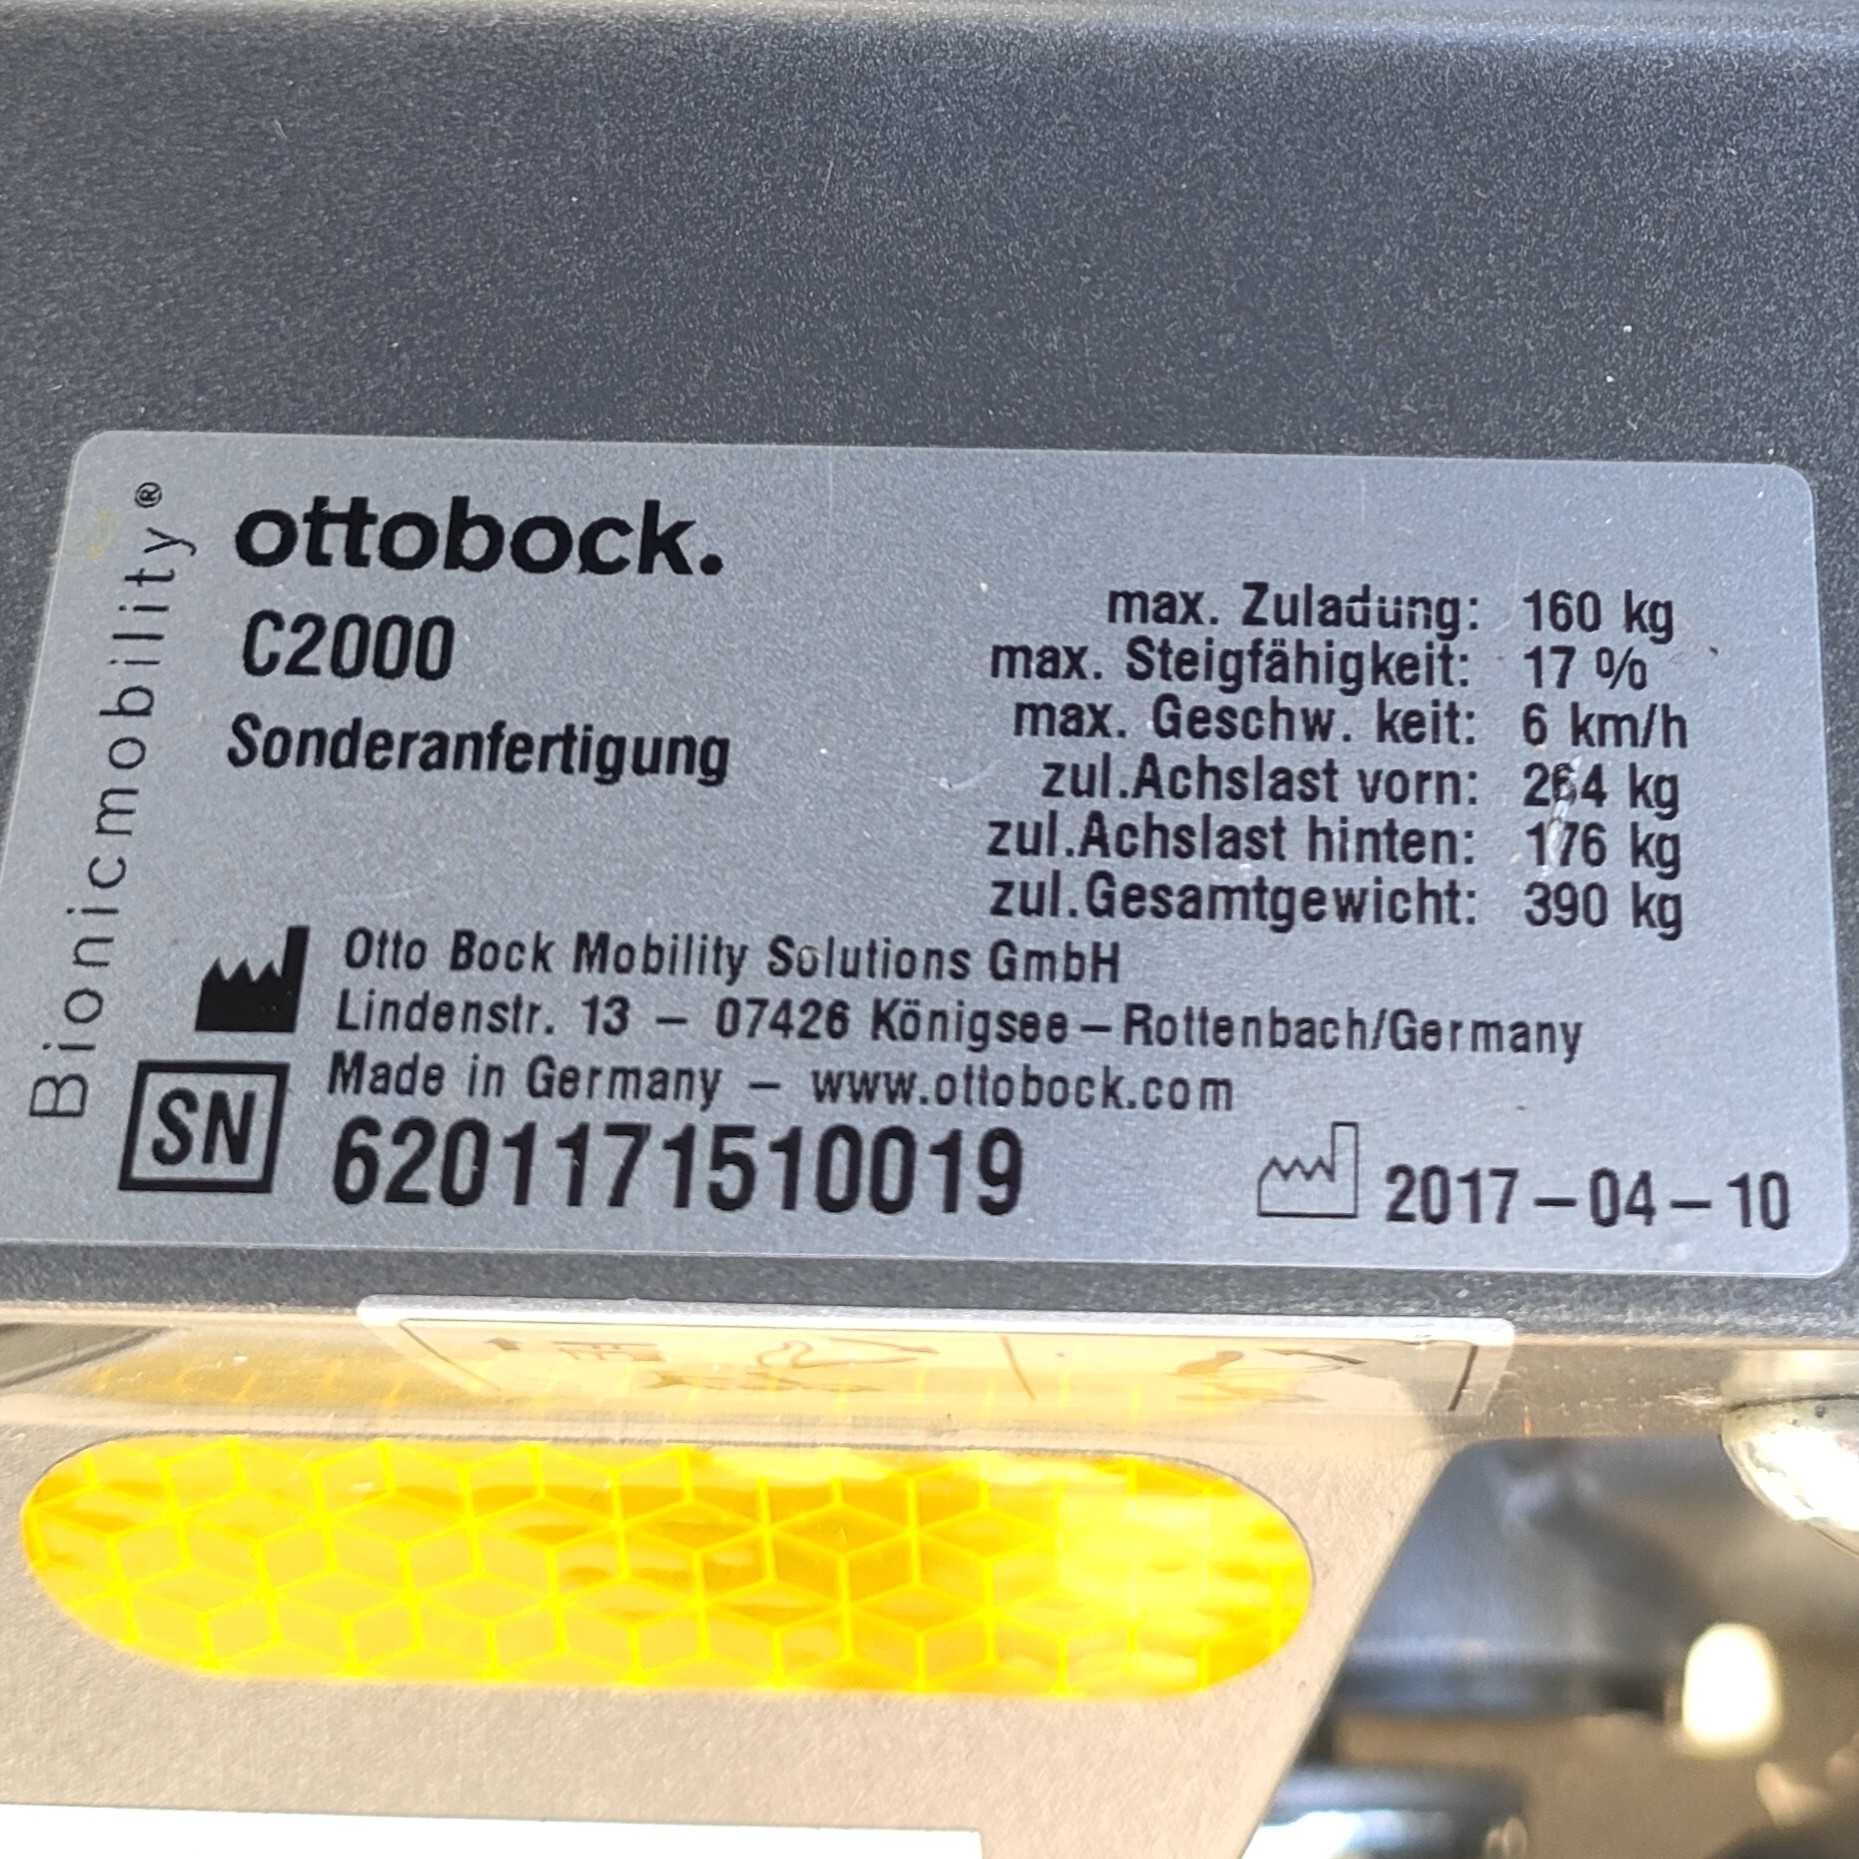 Bionicmobility®
ottobock.
C2000
Sonderanfertigung
max. Zuladung: 160 kg
max. Steigfähigkeit: 17 %
max. Geschw. keit: 6 km/h
zul.Achslast vorn: 264 kg
zul.Achslast hinten: 176 kg
zul.Gesamtgewicht: 390 kg
Otto Bock Mobility Solutions GmbH
Lindenstr. 13 – 07426 Königsee–Rottenbach/Germany
Made in Germany – www.ottobock.com
SN 6201171510019
2017–04–10